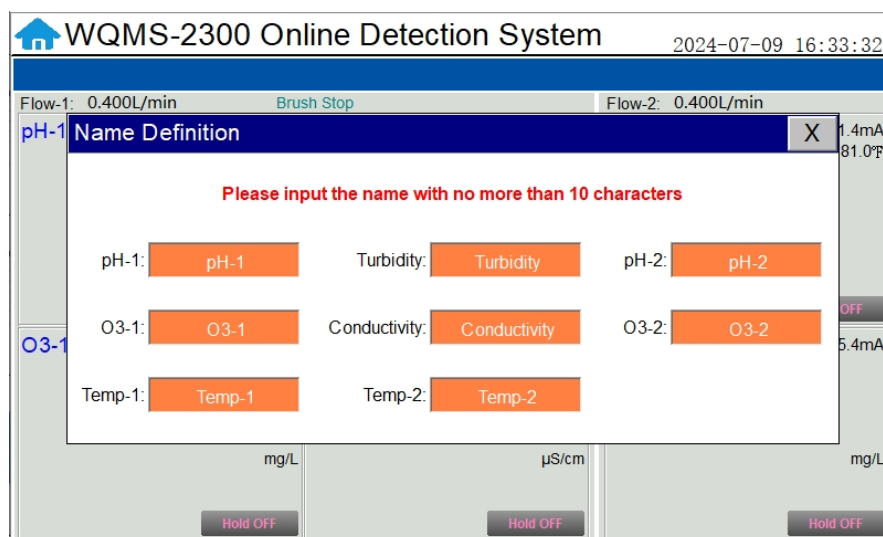 WQMS-2300 Online Detection System
2024-07-09 16:33:32
Flow-1: 0.400L/min Brush Stop Flow-2: 0.400L/min
pH-1 Name Definition X 1.4mA
81.0℉
Please input the name with no more than 10 characters
pH-1: pH-1 Turbidity: Turbidity pH-2: pH-2
OFF
O3-1: O3-1 Conductivity: Conductivity O3-2: O3-2
O3-1 5.4mA
Temp-1: Temp-1 Temp-2: Temp-2
mg/L µS/cm mg/L
Hold OFF Hold OFF Hold OFF